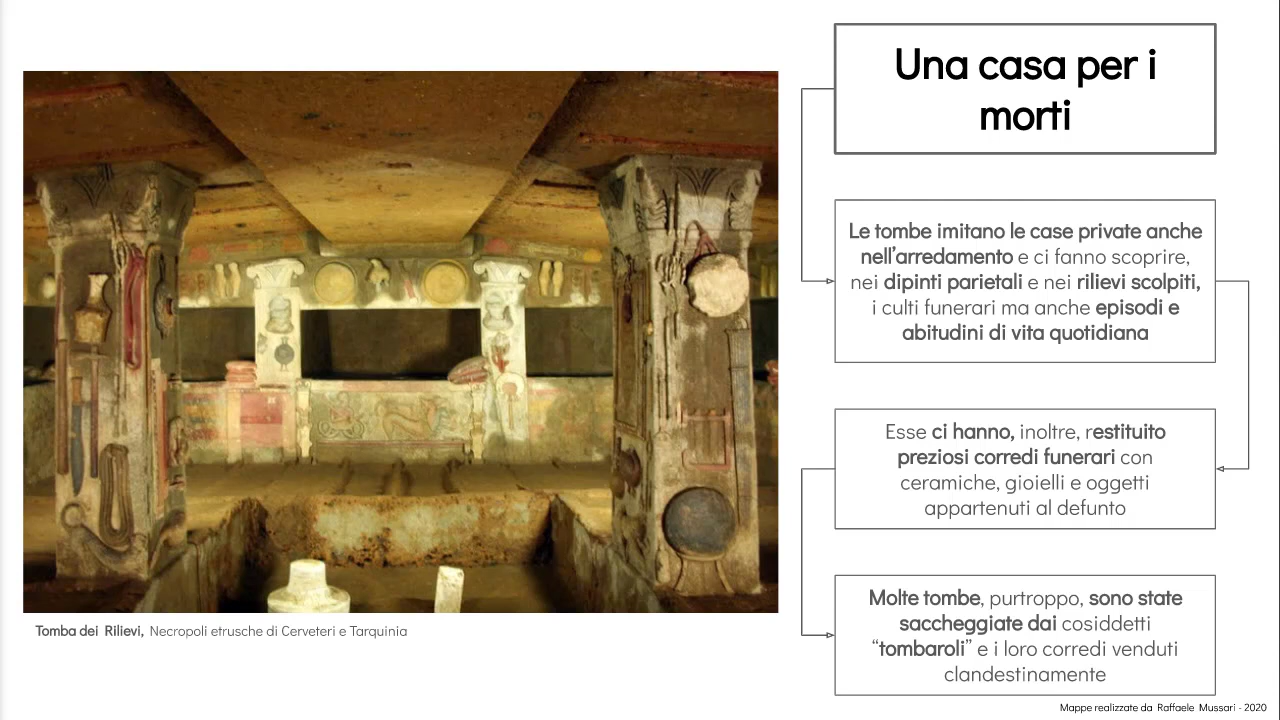 Una casa per i
morti
Le tombe imitano le case private anche
nell'arredamento e ci fanno scoprire,
nei dipinti parietali e nei rilievi scolpiti,
i culti funerari ma anche episodi e
abitudini di vita quotidiana
Esse ci hanno, inoltre, restituito
preziosi corredi funerari con
ceramiche, gioielli e oggetti
appartenuti al defunto
Molte tombe, purtroppo, sono state
saccheggiate dai cosiddetti
“tombaroli” e i loro corredi venduti
clandestinamente
Tomba dei Rilievi, Necropoli etrusche di Cerveteri e Tarquinia
Mappe realizzate da Raffaele Mussari - 2020